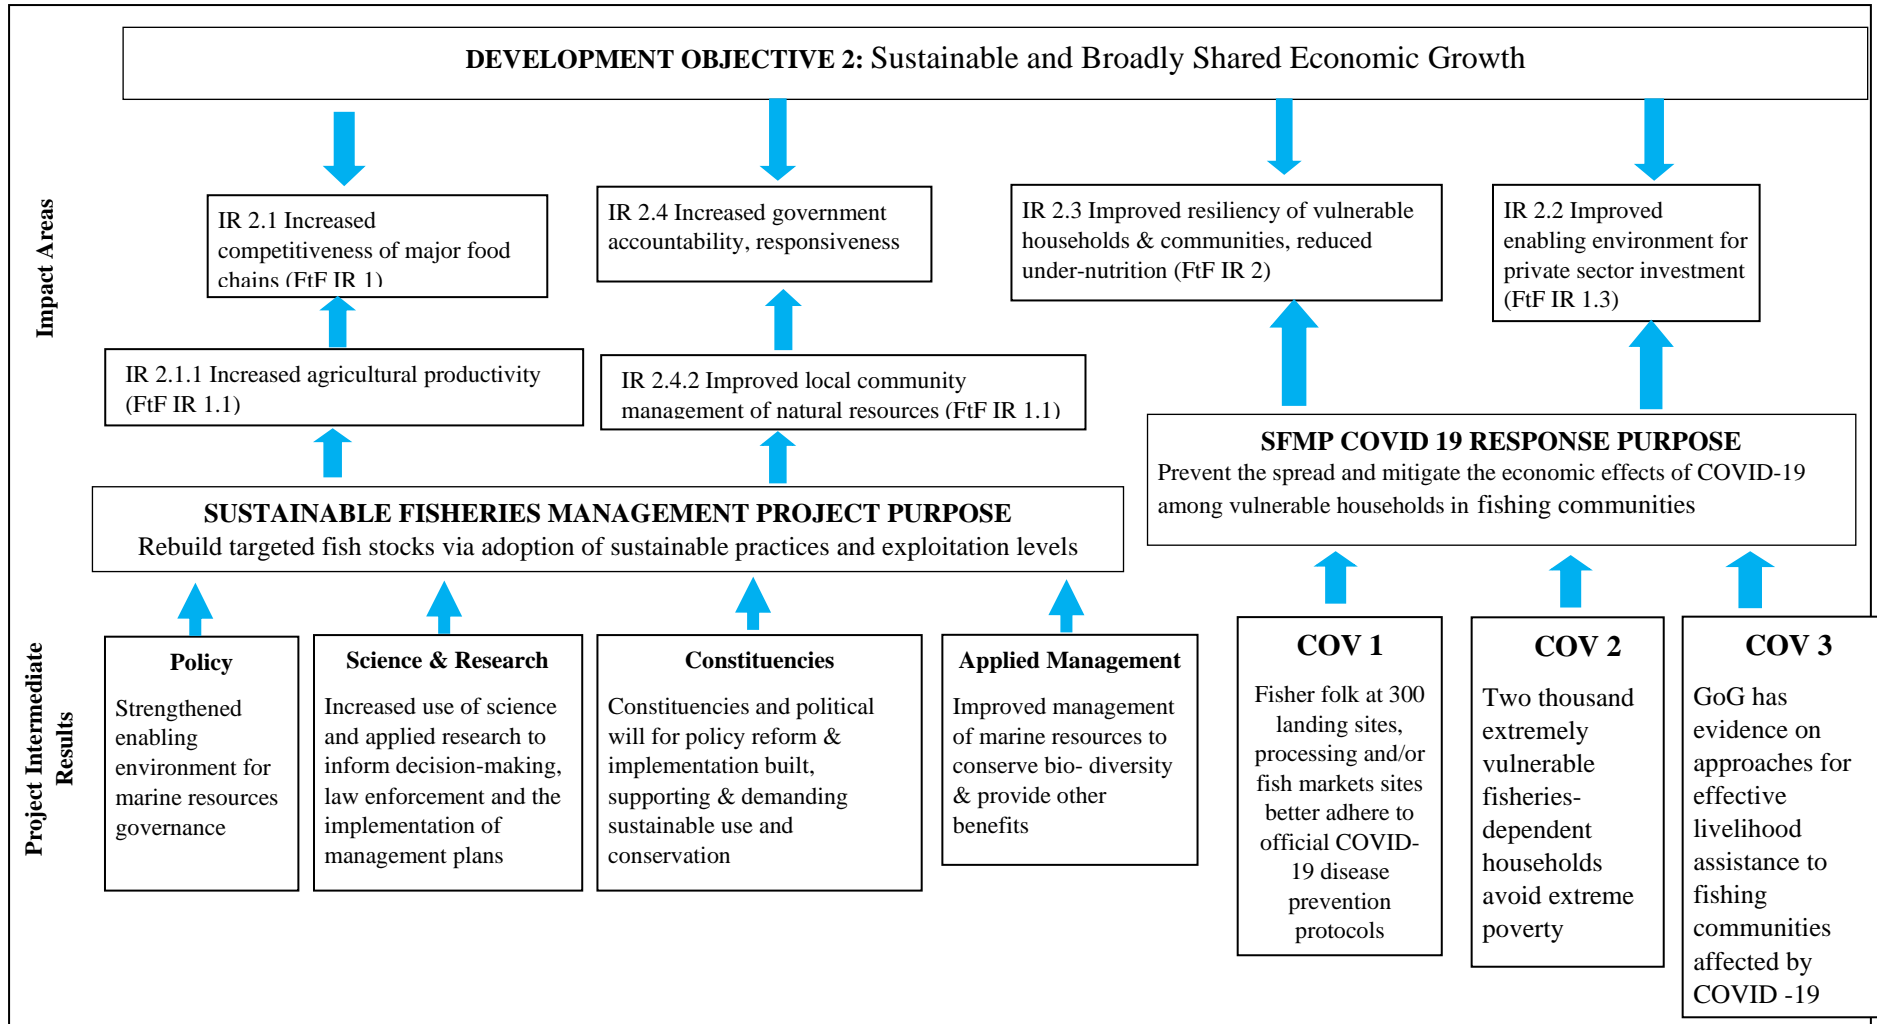 DEVELOPMENT OBJECTIVE 2: Sustainable and Broadly Shared Economic Growth
Impact Areas
IR 2.1 Increased
competitiveness of major food
chains (FtF IR 1)
IR 2.4 Increased government
accountability, responsiveness
IR 2.3 Improved resiliency of vulnerable
households & communities, reduced
under-nutrition (FtF IR 2)
IR 2.2 Improved
enabling environment for
private sector investment
(FtF IR 1.3)
IR 2.1.1 Increased agricultural productivity
(FtF IR 1.1)
IR 2.4.2 Improved local community
management of natural resources (FtF IR 1.1)
SFMP COVID 19 RESPONSE PURPOSE
Prevent the spread and mitigate the economic effects of COVID-19
among vulnerable households in fishing communities
SUSTAINABLE FISHERIES MANAGEMENT PROJECT PURPOSE
Rebuild targeted fish stocks via adoption of sustainable practices and exploitation levels
Project Intermediate
Results
Policy
Strengthened
enabling
environment for
marine resources
governance
Science & Research
Increased use of science
and applied research to
inform decision-making,
law enforcement and the
implementation of
management plans
Constituencies
Constituencies and political
will for policy reform &
implementation built,
supporting & demanding
sustainable use and
conservation
Applied Management
Improved management
of marine resources to
conserve bio- diversity
& provide other
benefits
COV 1
Fisher folk at 300
landing sites,
processing and/or
fish markets sites
better adhere to
official COVID-
19 disease
prevention
protocols
COV 2
Two thousand
extremely
vulnerable
fisheries-
dependent
households
avoid extreme
poverty
COV 3
GoG has
evidence on
approaches for
effective
livelihood
assistance to
fishing
communities
affected by
COVID -19